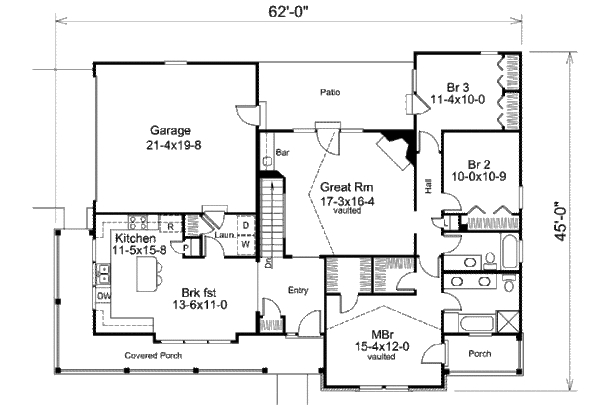 62'-0"
Br 3
11-4x10-0
Patio
Garage
21-4x19-8
Bar
Great Rm
17-3x16-4
vaulted
Hall
Br 2
10-0x10-9
45'-0"
R
Laun.
D
W
P
Kitchen
11-5x15-8
DW
Brk fst
13-6x11-0
Dn
Entry
MBr
15-4x12-0
vaulted
Covered Porch
Porch